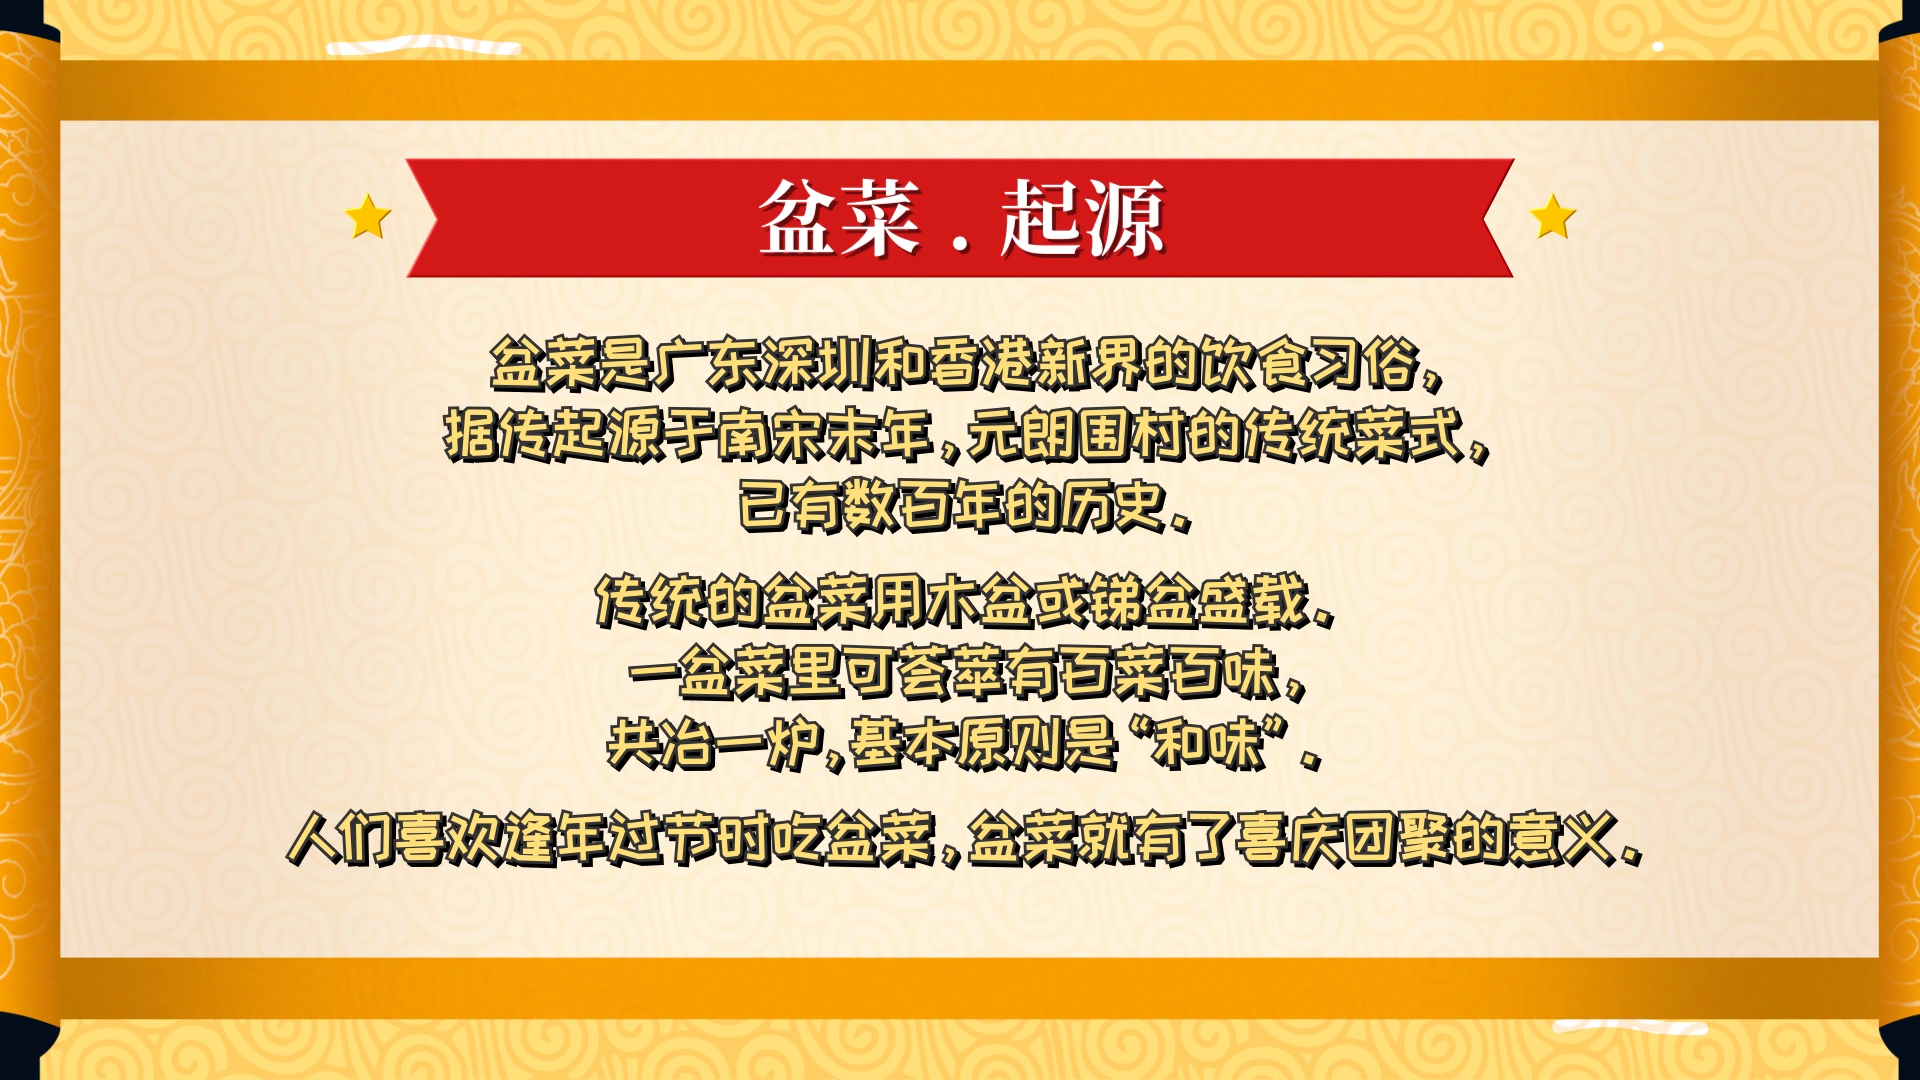 盆菜 . 起源
盆菜是广东深圳和香港新界的饮食习俗,
据传起源于南宋末年,元朗围村的传统菜式,
已有数百年的历史.
传统的盆菜用木盆或锑盆盛载.
一盆菜里可荟萃有百菜百味,
共冶一炉,基本原则是“和味”.
人们喜欢逢年过节时吃盆菜,盆菜就有了喜庆团聚的意义.